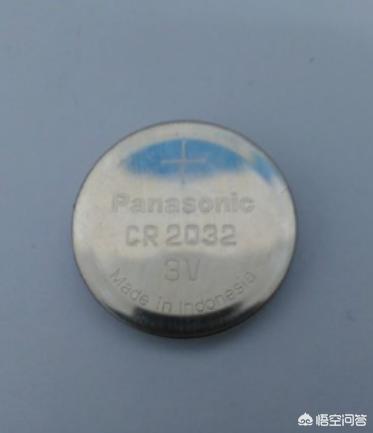 +
Panasonic
CR 2032
3V
Made in Indonesia
悟空问答